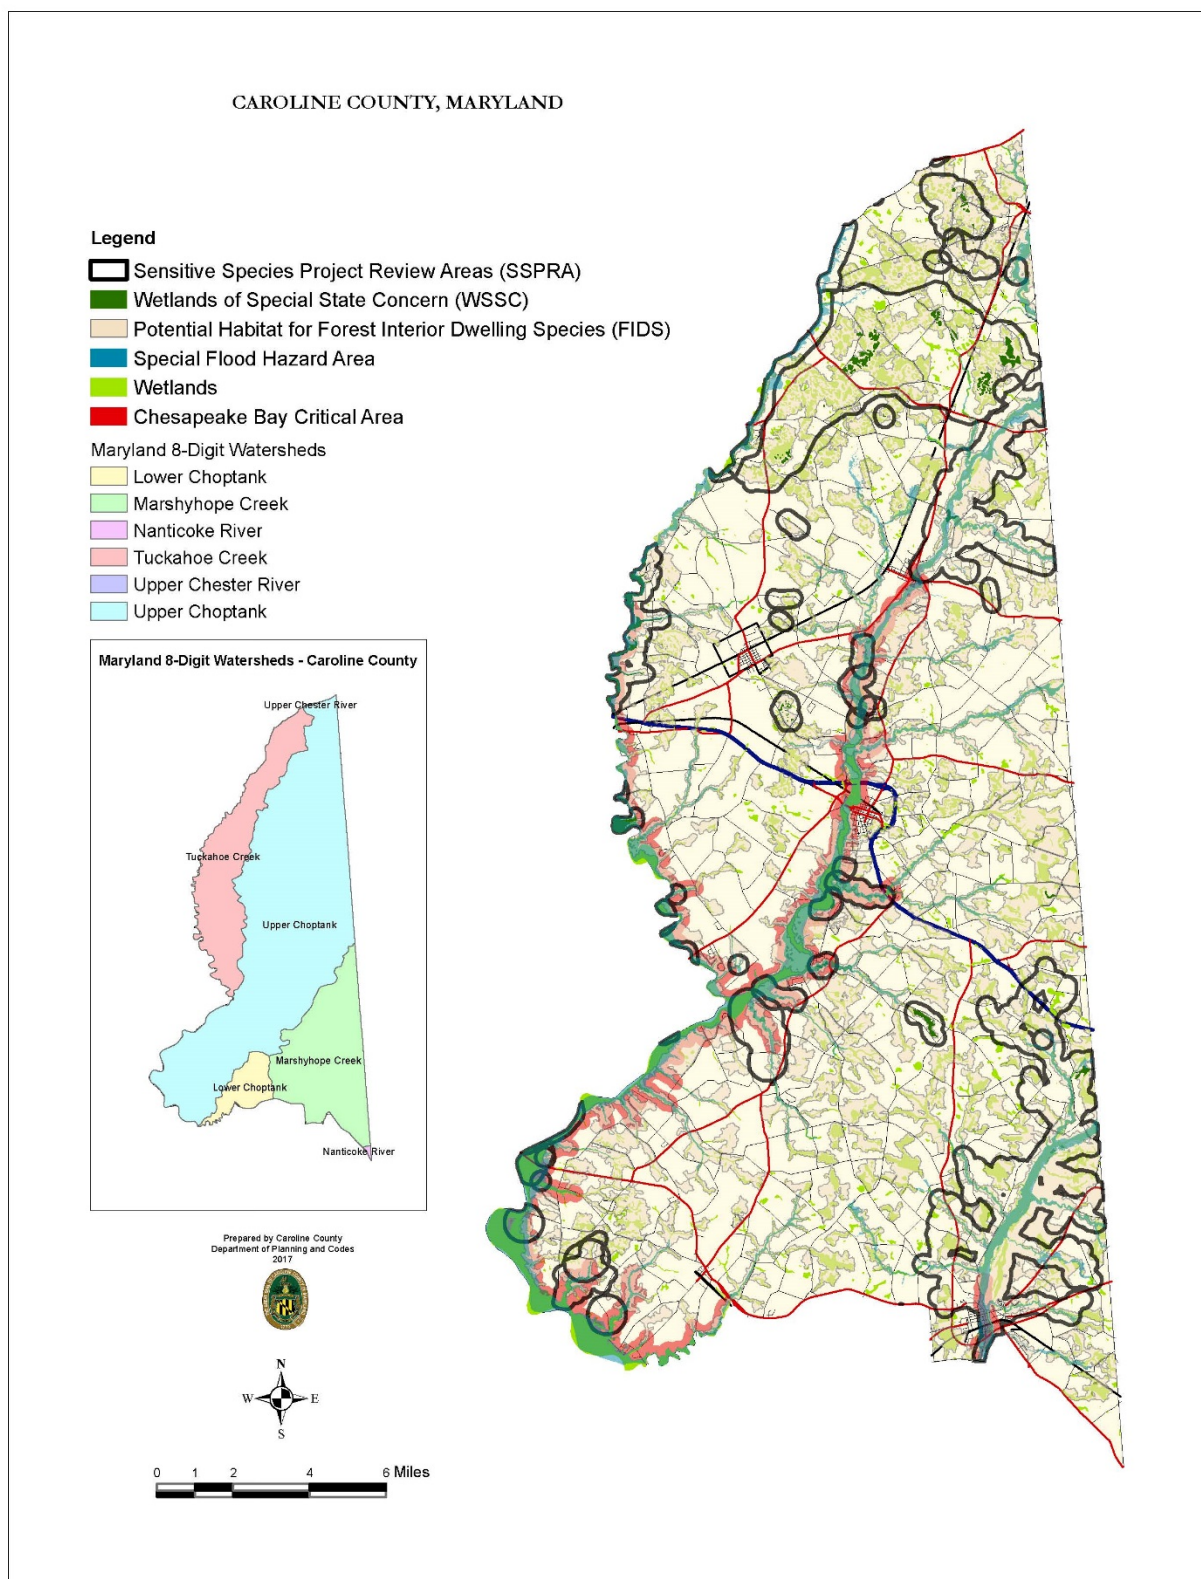 CAROLINE COUNTY, MARYLAND
Legend
Sensitive Species Project Review Areas (SSPRA)
Wetlands of Special State Concern (WSSC)
Potential Habitat for Forest Interior Dwelling Species (FIDS)
Special Flood Hazard Area
Wetlands
Chesapeake Bay Critical Area
Maryland 8-Digit Watersheds
Lower Choptank
Marshyhope Creek
Nanticoke River
Tuckahoe Creek
Upper Chester River
Upper Choptank
Maryland 8-Digit Watersheds - Caroline County
Upper Chester River
Tuckahoe Creek
Upper Choptank
Marshyhope Creek
Lower Choptank
Nanticoke River
Prepared by Caroline County
Department of Planning and Codes
2017
N
W E
S
0 1 2 4 6 Miles